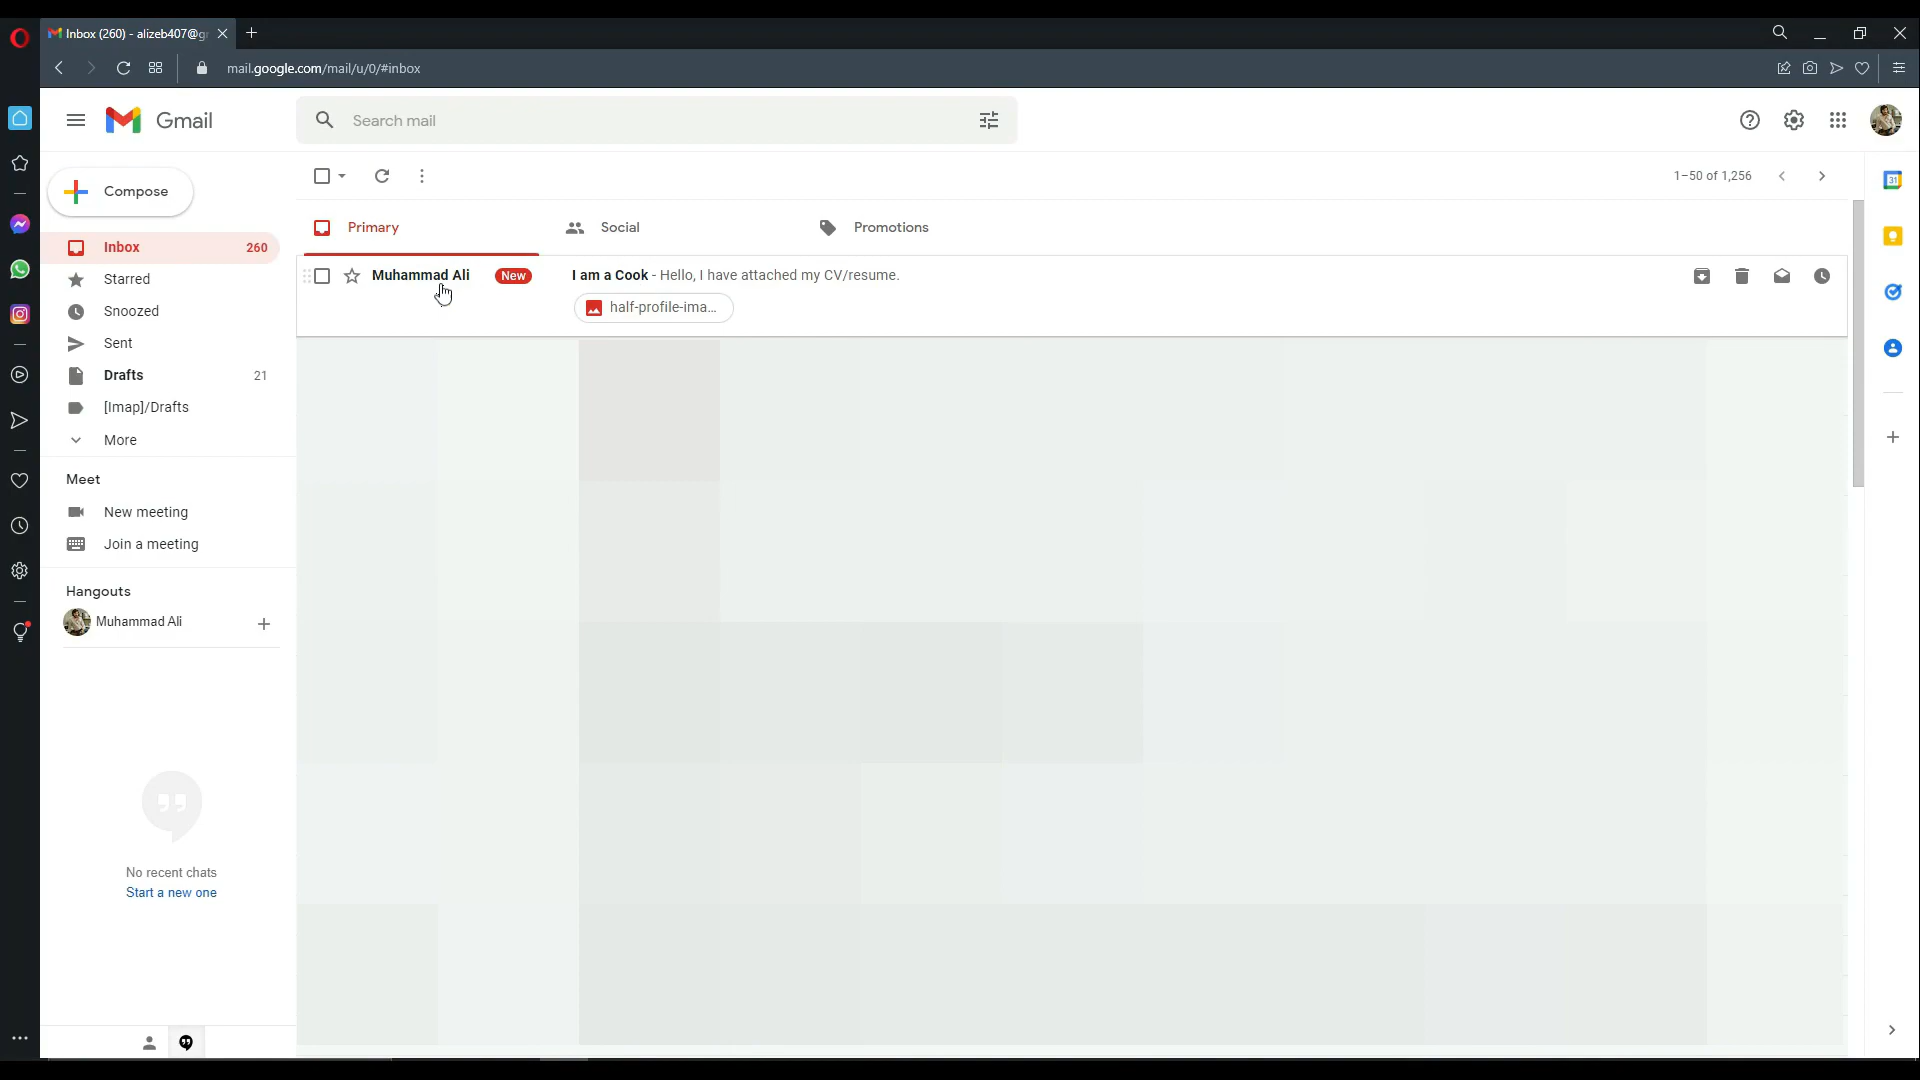 Inbox (260) - alizeb407@g
mail.google.com/mail/u/0/#inbox
Gmail
Search mail
Compose
1–50 of 1,256
31
Primary
Social
Promotions
Inbox 260
Starred
Snoozed
Sent
Drafts 21
[Imap]/Drafts
More
Muhammad Ali New I am a Cook - Hello, I have attached my CV/resume.
half-profile-ima...
Meet
New meeting
Join a meeting
Hangouts
Muhammad Ali
No recent chats
Start a new one